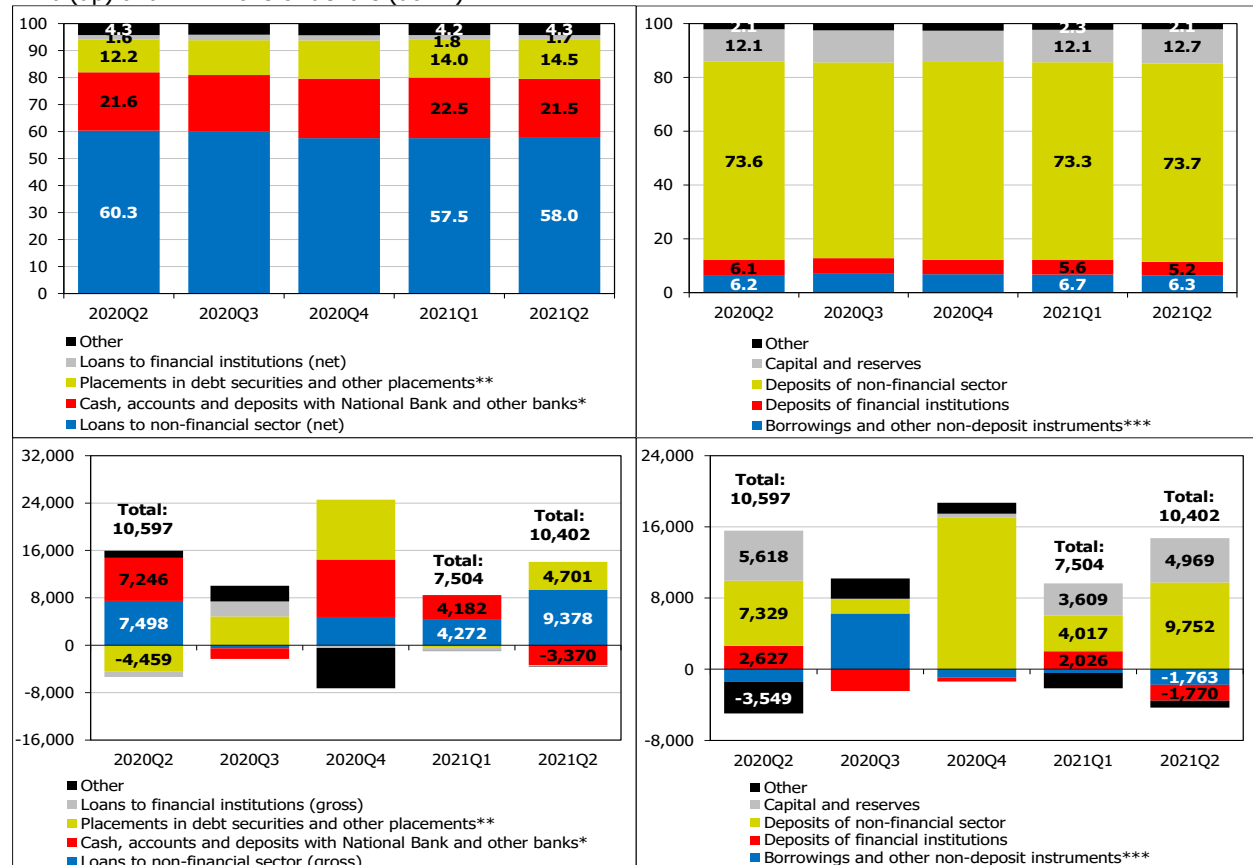 100
90
80
70
60
50
40
30
20
10
0
4.3 4.2 4.3
1.6 1.8 1.7
12.2 14.0 14.5
21.6 22.5 21.5
60.3 57.5 58.0
2020Q2 2020Q3 2020Q4 2021Q1 2021Q2
Other
Loans to financial institutions (net)
Placements in debt securities and other placements**
Cash, accounts and deposits with National Bank and other banks*
Loans to non-financial sector (net)
100
80
60
40
20
0
2.1 2.3 2.1
12.1 12.1 12.7
73.6 73.3 73.7
6.1 5.6 5.2
6.2 6.7 6.3
2020Q2 2020Q3 2020Q4 2021Q1 2021Q2
Other
Capital and reserves
Deposits of non-financial sector
Deposits of financial institutions
Borrowings and other non-deposit instruments***
32,000
24,000
16,000
8,000
0
-8,000
-16,000
Total:
10,597
7,246
7,498
-4,459
Total:
7,504
4,182
4,272
Total:
10,402
4,701
9,378
-3,370
2020Q2 2020Q3 2020Q4 2021Q1 2021Q2
Other
Loans to financial institutions (gross)
Placements in debt securities and other placements**
Cash, accounts and deposits with National Bank and other banks*
Loans to non-financial sector (gross)
24,000
16,000
8,000
0
-8,000
Total:
10,597
5,618
7,329
2,627
-3,549
Total:
7,504
3,609
4,017
2,026
Total:
10,402
4,969
9,752
-1,763
-1,770
2020Q2 2020Q3 2020Q4 2021Q1 2021Q2
Other
Capital and reserves
Deposits of non-financial sector
Deposits of financial institutions
Borrowings and other non-deposit instruments***